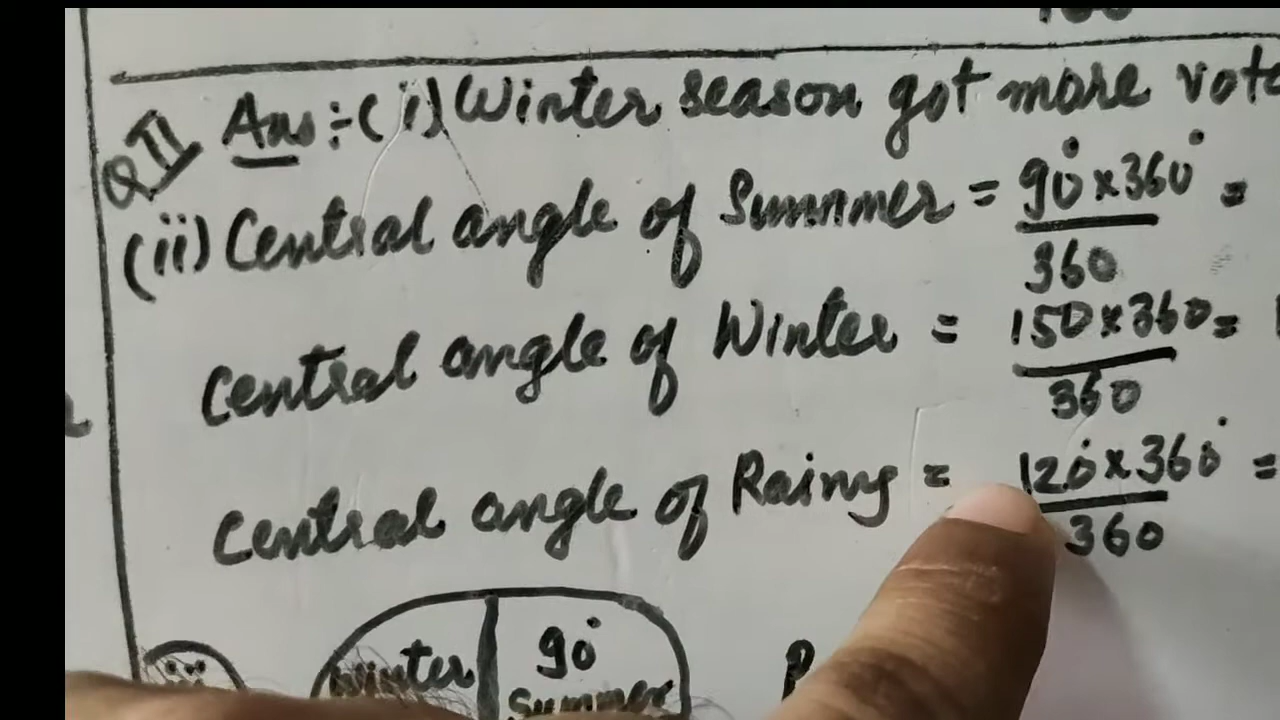 QII Ans:-(i) Winter season got more vote
(ii) Central angle of Summer = 90°×360° =
360
Central angle of Winter = 150×360 =
360
Central angle of Rainy = 120°×360° =
360
Winter 90°
Summer